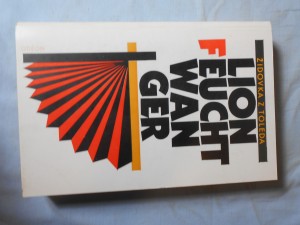 ŽIDOVKA Z TOLEDA
LION
FEUCHT
WAN
GER